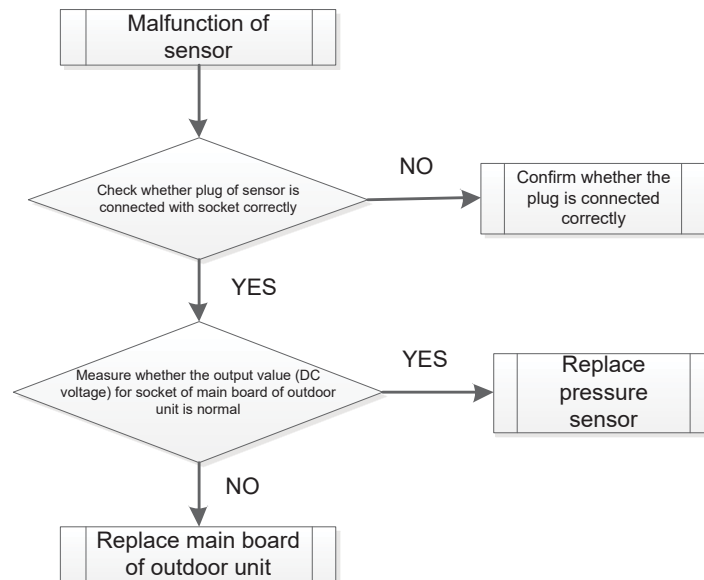 Malfunction of
sensor
Check whether plug of sensor is
connected with socket correctly
NO
Confirm whether the
plug is connected
correctly
YES
Measure whether the output value (DC
voltage) for socket of main board of outdoor
unit is normal
YES
Replace
pressure
sensor
NO
Replace main board
of outdoor unit